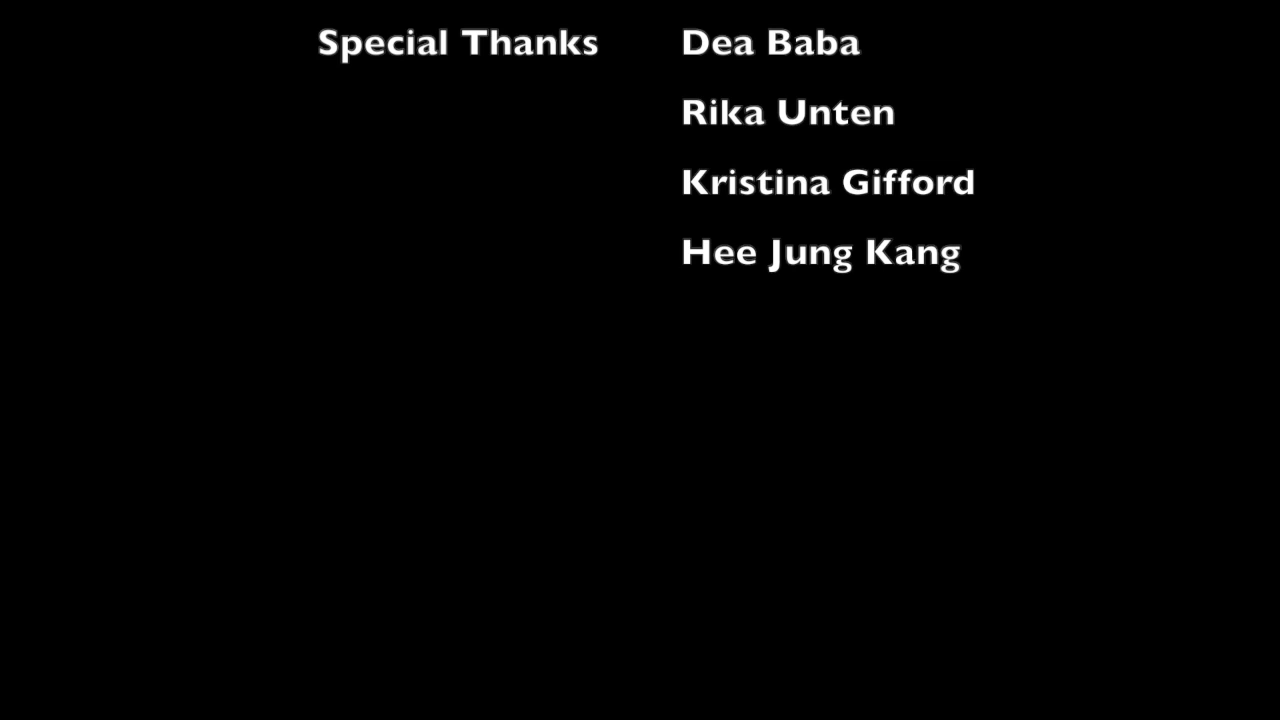 Special Thanks Dea Baba
Rika Unten
Kristina Gifford
Hee Jung Kang